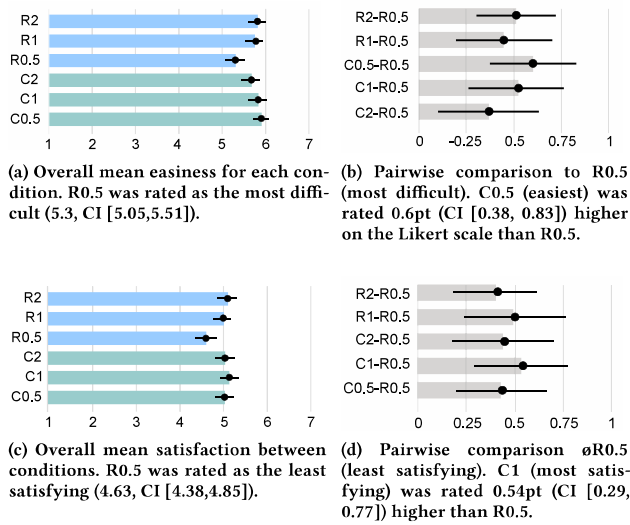 R2
R1
R0.5
C2
C1
C0.5
1 2 3 4 5 6 7
(a) Overall mean easiness for each con-
dition. R0.5 was rated as the most diffi-
cult (5.3, CI [5.05,5.51]).
R2–R0.5
R1–R0.5
C0.5–R0.5
C1–R0.5
C2–R0.5
0 -0.25 0.5 0.75 1
(b) Pairwise comparison to R0.5
(most difficult). C0.5 (easiest) was
rated 0.6pt (CI [0.38, 0.83]) higher
on the Likert scale than R0.5.
R2
R1
R0.5
C2
C1
C0.5
1 2 3 4 5 6 7
(c) Overall mean satisfaction between
conditions. R0.5 was rated as the least
satisfying (4.63, CI [4.38,4.85]).
R2–R0.5
R1–R0.5
C2–R0.5
C1–R0.5
C0.5–R0.5
0 0.25 0.5 0.75 1
(d) Pairwise comparison øR0.5
(least satisfying). C1 (most satis-
fying) was rated 0.54pt (CI [0.29,
0.77]) higher than R0.5.